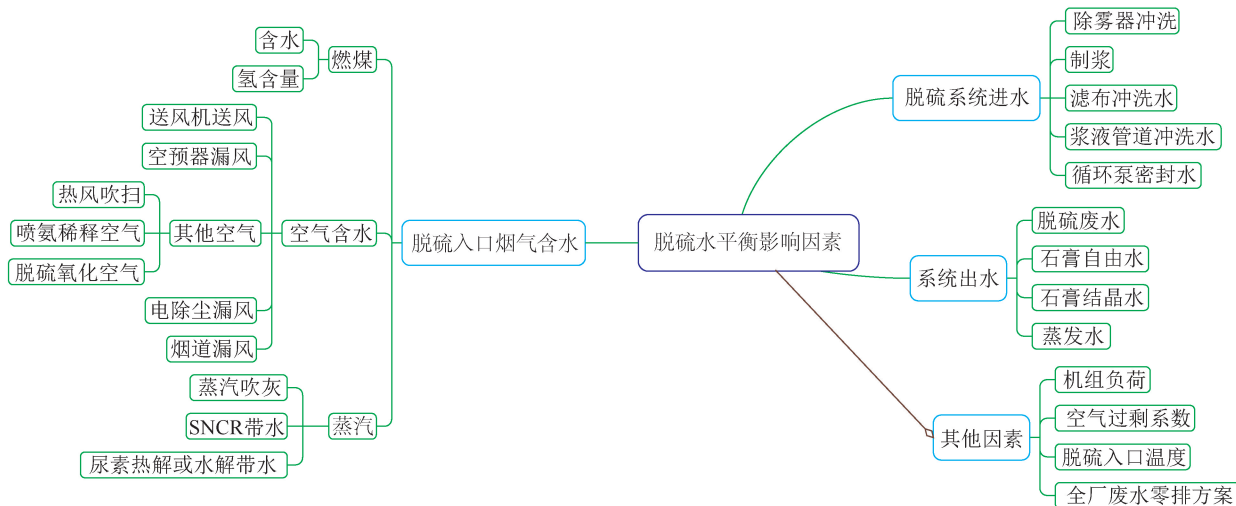 含水
氢含量
燃煤
送风机送风
空预器漏风
热风吹扫
喷氨稀释空气
脱硫氧化空气
其他空气
电除尘漏风
烟道漏风
空气含水
蒸汽吹灰
SNCR带水
尿素热解或水解带水
蒸汽
脱硫入口烟气含水
脱硫水平衡影响因素
脱硫系统进水
除雾器冲洗
制浆
滤布冲洗水
浆液管道冲洗水
循环泵密封水
系统出水
脱硫废水
石膏自由水
石膏结晶水
蒸发水
其他因素
机组负荷
空气过剩系数
脱硫入口温度
全厂废水零排方案